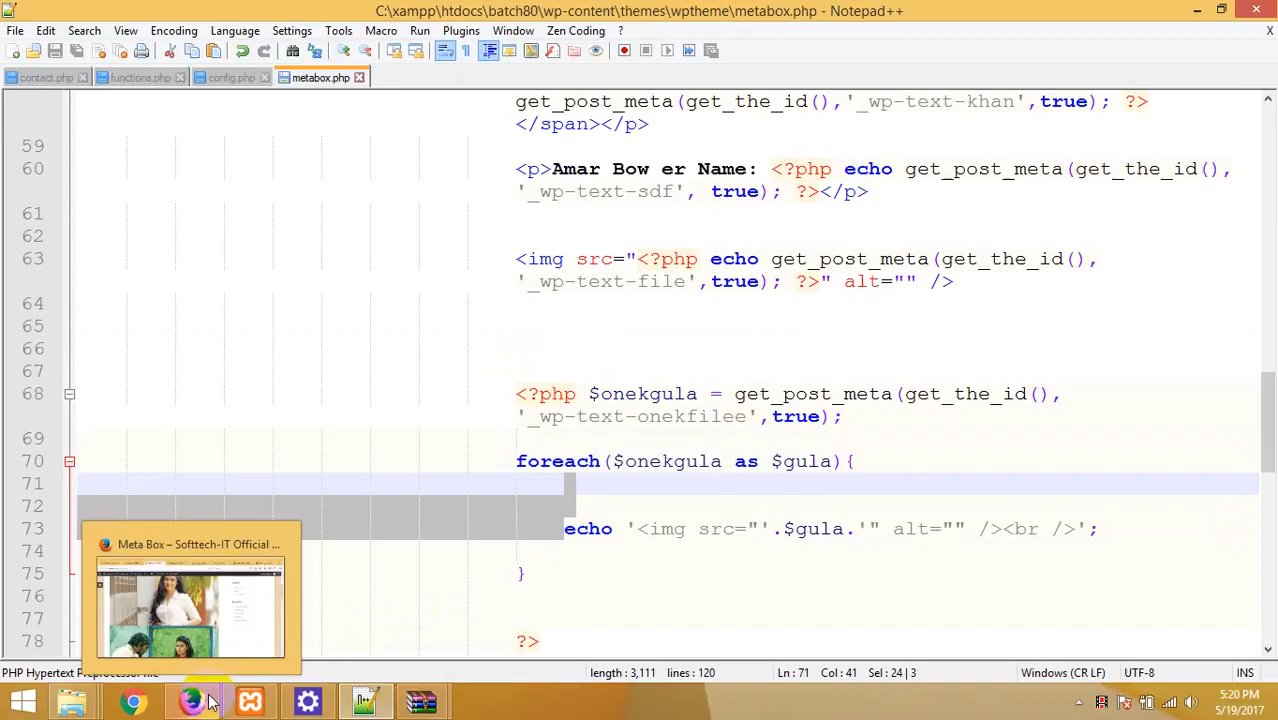 C:\xampp\htdocs\batch80\wp-content\themes\wptheme\metabox.php - Notepad++
File Edit Search View Encoding Language Settings Tools Macro Run Plugins Window Zen Coding ? X
contact.php functions.php config.php metabox.php
get_post_meta(get_the_id(),'_wp-text-khan',true); ?>
</span></p>
59
60 <p>Amar Bow er Name: <?php echo get_post_meta(get_the_id(),
'_wp-text-sdf', true); ?></p>
61
62
63 <img src="<?php echo get_post_meta(get_the_id(),
'_wp-text-file',true); ?>" alt="" />
64
65
66
67
68 <?php $onekgula = get_post_meta(get_the_id(),
'_wp-text-onekfilee',true);
69
70 foreach($onekgula as $gula){
71
72
73 echo '<img src="'.$gula.'" alt="" /><br />';
74
75 }
76
77
78 ?>
Meta Box – Softtech-IT Official ...
PHP Hypertext Preprocessor file length : 3,111 lines : 120 Ln : 71 Col : 41 Sel : 24 | 3 Windows (CR LF) UTF-8 INS
5:20 PM
5/19/2017